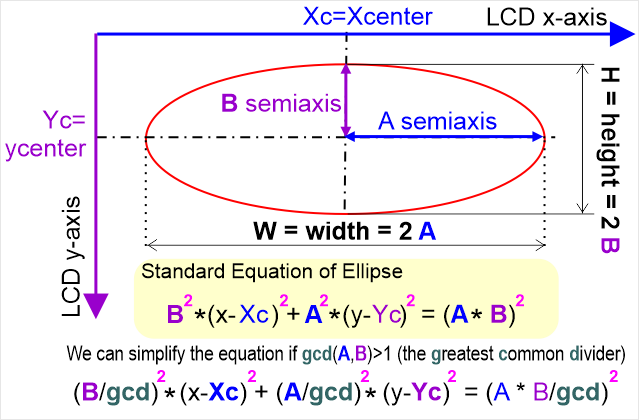 Xc=Xcenter
LCD x-axis
B semiaxis
Yc=
ycenter
A semiaxis
H = height = 2 B
LCD y-axis
W = width = 2 A
Standard Equation of Ellipse
B²*(x-Xc)²+A²*(y-Yc)² = (A* B)²
We can simplify the equation if gcd(A,B)>1 (the greatest common divider)
(B/gcd)²*(x-Xc)²+ (A/gcd)²* (y-Yc)² = (A * B/gcd)²